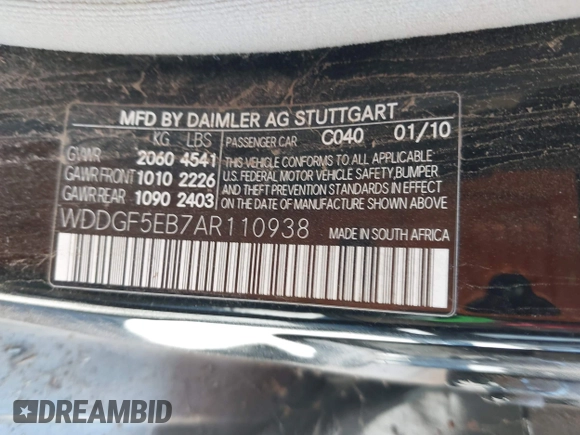 MFD BY DAIMLER AG STUTTGART
KG LBS PASSENGER CAR C040 01/10
GVWR 2060 4541 THIS VEHICLE CONFORMS TO ALL APPLICABLE
GAWR FRONT 1010 2226 U.S. FEDERAL MOTOR VEHICLE SAFETY, BUMPER
GAWR REAR 1090 2403 AND THEFT PREVENTION STANDARDS IN EFFECT
ON THE DATE OF MANUFACTURE SHOWN ABOVE
WDDGF5EB7AR110938 MADE IN SOUTH AFRICA
DREAMBID